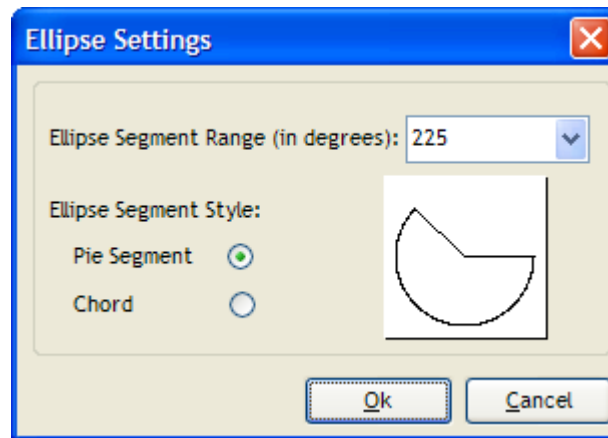 Ellipse Settings
Ellipse Segment Range (in degrees): 225
Ellipse Segment Style:
Pie Segment
Chord
Ok
Cancel